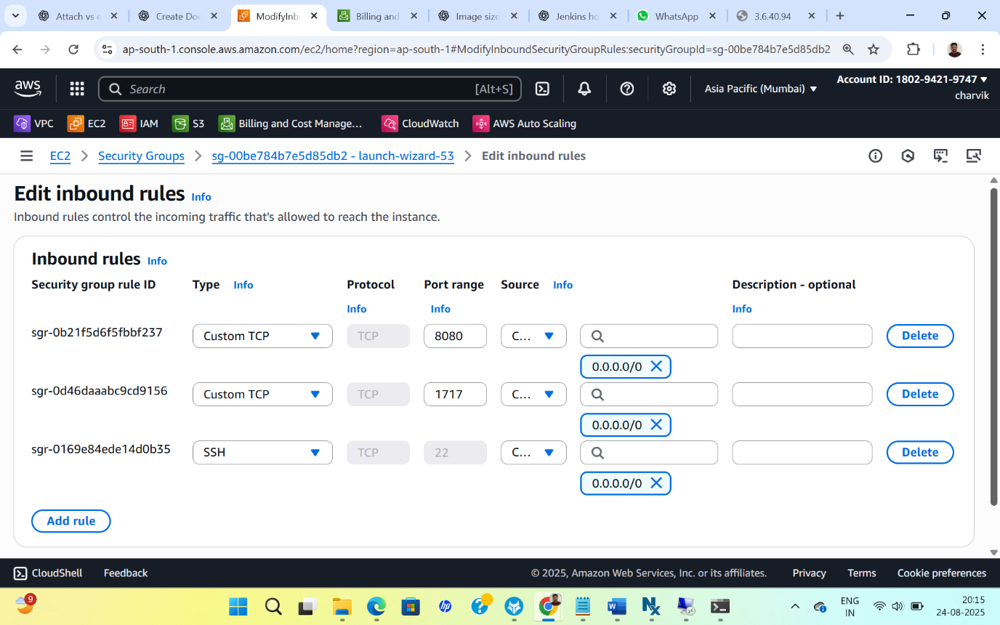 Attach vs e
Create Doc
ModifyInbo
Billing and
Image size
Jenkins ho
WhatsApp
3.6.40.94
ap-south-1.console.aws.amazon.com/ec2/home?region=ap-south-1#ModifyInboundSecurityGroupRules:securityGroupId=sg-00be784b7e5d85db2
aws
Search
[Alt+S]
Asia Pacific (Mumbai)
Account ID: 1802-9421-9747
charvik
VPC
EC2
IAM
S3
Billing and Cost Manage...
CloudWatch
AWS Auto Scaling
EC2
Security Groups
sg-00be784b7e5d85db2 - launch-wizard-53
Edit inbound rules
Edit inbound rules Info
Inbound rules control the incoming traffic that's allowed to reach the instance.
Inbound rules Info
Security group rule ID
Type Info
Protocol
Port range
Source Info
Description - optional
Info
Info
Info
sgr-0b21f5d6f5fbbf237
Custom TCP
TCP
8080
C...
Delete
0.0.0.0/0
sgr-0d46daaabc9cd9156
Custom TCP
TCP
1717
C...
Delete
0.0.0.0/0
sgr-0169e84ede14d0b35
SSH
TCP
22
C...
Delete
0.0.0.0/0
Add rule
CloudShell
Feedback
© 2025, Amazon Web Services, Inc. or its affiliates.
Privacy
Terms
Cookie preferences
9
hp
ENG
IN
20:15
24-08-2025